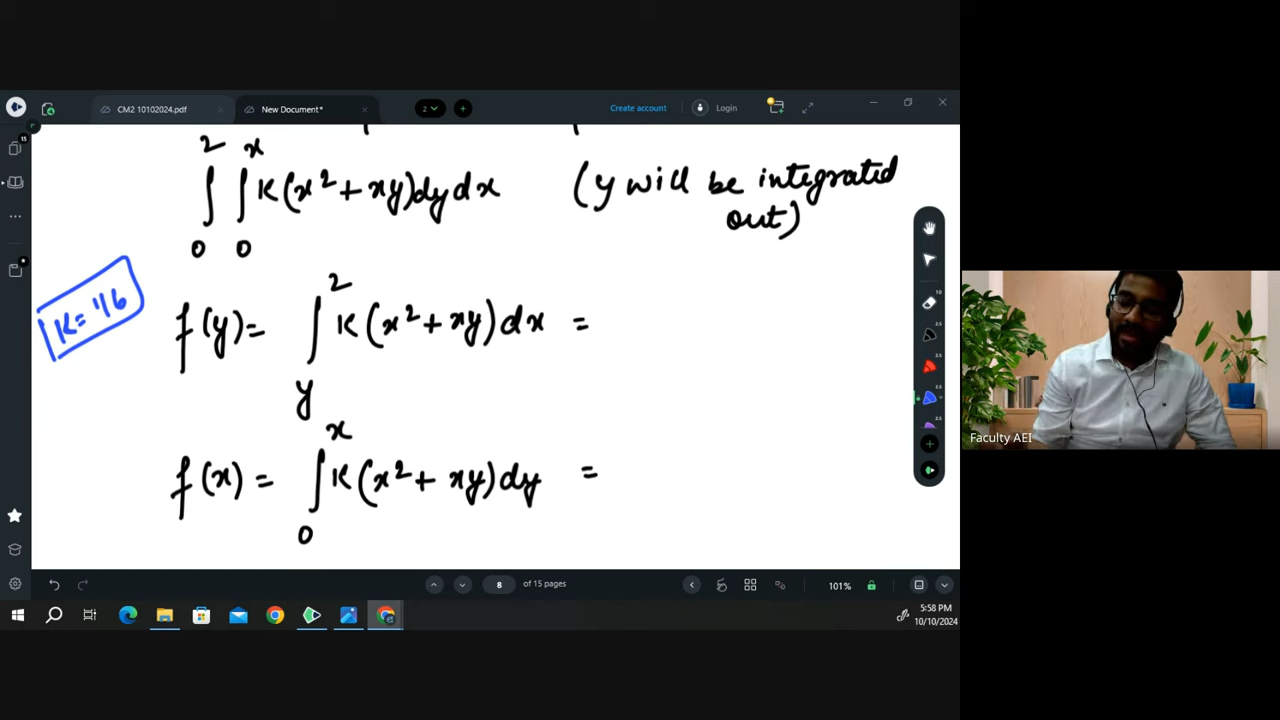 CM2 10102024.pdf
New Document*
2
Create account
Login
2 x
∫ ∫ K(x²+xy)dydx (y will be integrated
0 0 out)
K=1/6
f(y)= ∫ 2 y K(x²+xy)dx =
f(x)= ∫ x 0 K(x²+xy)dy =
Faculty AEI
8 of 15 pages
101%
5:58 PM
10/10/2024